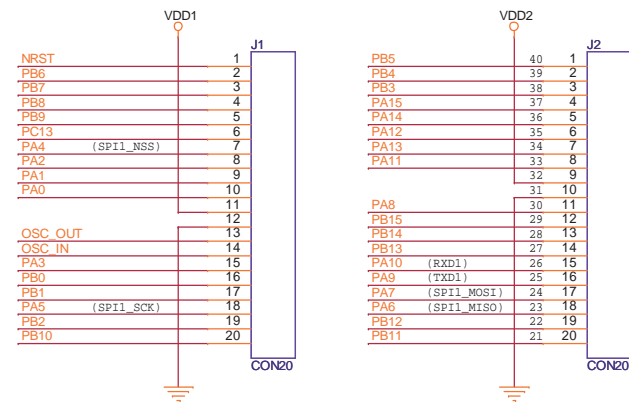 VDD1
J1
NRST 1
PB6 2
PB7 3
PB8 4
PB9 5
PC13 6
PA4 (SPI1_NSS) 7
PA2 8
PA1 9
PA0 10
11
12
OSC_OUT 13
OSC_IN 14
PA3 15
PB0 16
PB1 17
PA5 (SPI1_SCK) 18
PB2 19
PB10 20
CON20
VDD2
J2
PB5 40 1
PB4 39 2
PB3 38 3
PA15 37 4
PA14 36 5
PA12 35 6
PA13 34 7
PA11 33 8
32 9
31 10
PA8 30 11
PB15 29 12
PB14 28 13
PB13 27 14
PA10 (RXD1) 26 15
PA9 (TXD1) 25 16
PA7 (SPI1_MOSI) 24 17
PA6 (SPI1_MISO) 23 18
PB12 22 19
PB11 21 20
CON20